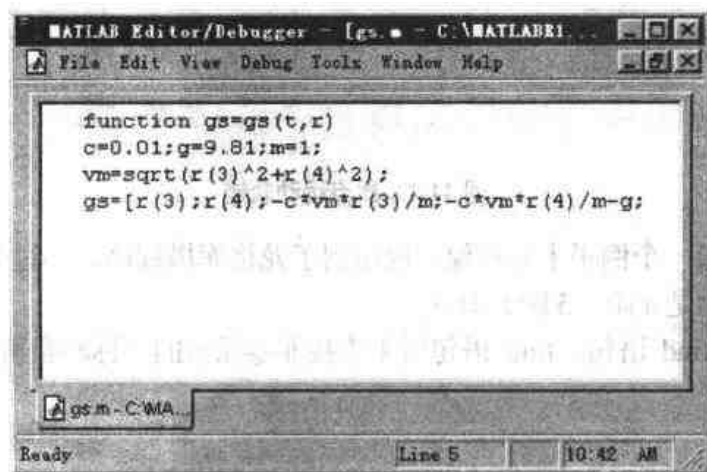 MATLAB Editor/Debugger - [gs.m - C:\MATLABR1...
File Edit View Debug Tools Window Help
function gs=gs(t,r)
c=0.01;g=9.81;m=1;
vm=sqrt(r(3)^2+r(4)^2);
gs=[r(3);r(4);-c*vm*r(3)/m;-c*vm*r(4)/m-g;
gs.m - C:\MA...
Ready Line 5 10:42 AM